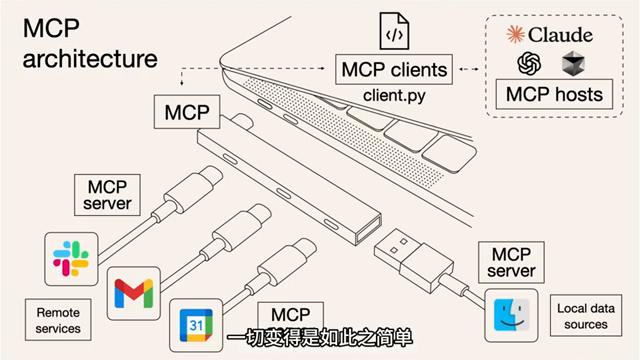 MCP
architecture
</>
MCP clients
client.py
Claude
MCP hosts
MCP
MCP
server
Remote
services
31
MCP
MCP
server
Local data
sources
一切变得是如此之简单